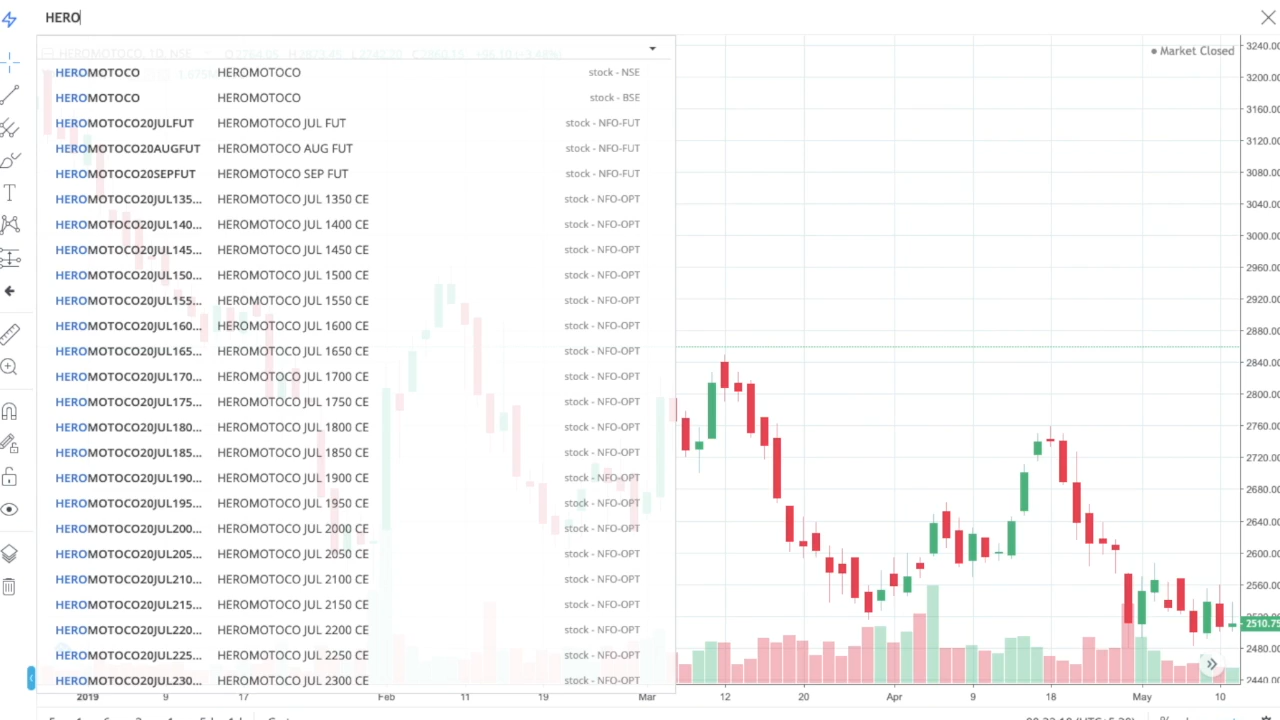 HERO
HEROMOTOCO, 1D, NSE
Market Closed
HEROMOTOCO HEROMOTOCO stock - NSE
HEROMOTOCO HEROMOTOCO stock - BSE
HEROMOTOCO20JULFUT HEROMOTOCO JUL FUT stock - NFO-FUT
HEROMOTOCO20AUGFUT HEROMOTOCO AUG FUT stock - NFO-FUT
HEROMOTOCO20SEPFUT HEROMOTOCO SEP FUT stock - NFO-FUT
HEROMOTOCO20JUL135... HEROMOTOCO JUL 1350 CE stock - NFO-OPT
HEROMOTOCO20JUL140... HEROMOTOCO JUL 1400 CE stock - NFO-OPT
HEROMOTOCO20JUL145... HEROMOTOCO JUL 1450 CE stock - NFO-OPT
HEROMOTOCO20JUL150... HEROMOTOCO JUL 1500 CE stock - NFO-OPT
HEROMOTOCO20JUL155... HEROMOTOCO JUL 1550 CE stock - NFO-OPT
HEROMOTOCO20JUL160... HEROMOTOCO JUL 1600 CE stock - NFO-OPT
HEROMOTOCO20JUL165... HEROMOTOCO JUL 1650 CE stock - NFO-OPT
HEROMOTOCO20JUL170... HEROMOTOCO JUL 1700 CE stock - NFO-OPT
HEROMOTOCO20JUL175... HEROMOTOCO JUL 1750 CE stock - NFO-OPT
HEROMOTOCO20JUL180... HEROMOTOCO JUL 1800 CE stock - NFO-OPT
HEROMOTOCO20JUL185... HEROMOTOCO JUL 1850 CE stock - NFO-OPT
HEROMOTOCO20JUL190... HEROMOTOCO JUL 1900 CE stock - NFO-OPT
HEROMOTOCO20JUL195... HEROMOTOCO JUL 1950 CE stock - NFO-OPT
HEROMOTOCO20JUL200... HEROMOTOCO JUL 2000 CE stock - NFO-OPT
HEROMOTOCO20JUL205... HEROMOTOCO JUL 2050 CE stock - NFO-OPT
HEROMOTOCO20JUL210... HEROMOTOCO JUL 2100 CE stock - NFO-OPT
HEROMOTOCO20JUL215... HEROMOTOCO JUL 2150 CE stock - NFO-OPT
HEROMOTOCO20JUL220... HEROMOTOCO JUL 2200 CE stock - NFO-OPT
HEROMOTOCO20JUL225... HEROMOTOCO JUL 2250 CE stock - NFO-OPT
HEROMOTOCO20JUL230... HEROMOTOCO JUL 2300 CE stock - NFO-OPT
3240.00
3200.00
3160.00
3120.00
3080.00
3040.00
3000.00
2960.00
2920.00
2880.00
2840.00
2800.00
2760.00
2720.00
2680.00
2640.00
2600.00
2560.00
2510.75
2480.00
2440.00
2019 9 17 Feb 11 19 Mar 12 20 Apr 9 18 May 10